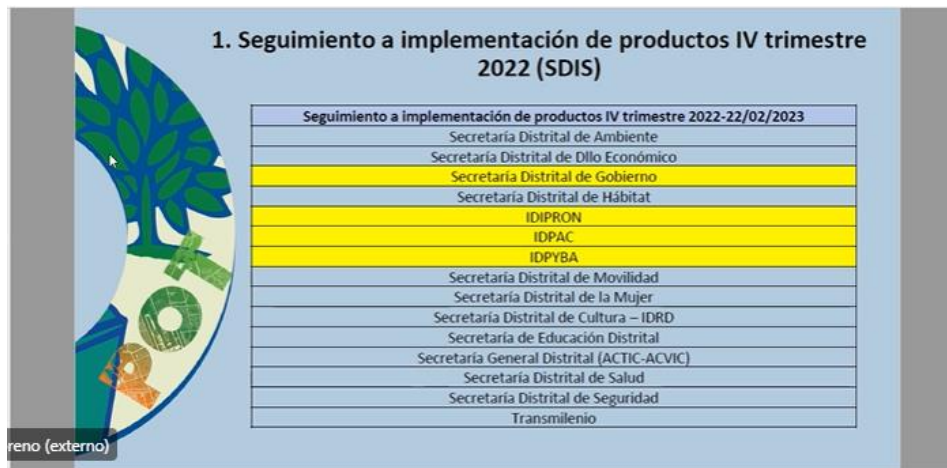 1. Seguimiento a implementación de productos IV trimestre
2022 (SDIS)
Seguimiento a implementación de productos IV trimestre 2022-22/02/2023
Secretaría Distrital de Ambiente
Secretaría Distrital de Dllo Económico
Secretaría Distrital de Gobierno
Secretaría Distrital de Hábitat
IDIPRON
IDPAC
IDPYBA
Secretaría Distrital de Movilidad
Secretaría Distrital de la Mujer
Secretaría Distrital de Cultura – IDRD
Secretaría de Educación Distrital
Secretaría General Distrital (ACTIC-ACVIC)
Secretaría Distrital de Salud
Secretaría Distrital de Seguridad
Transmilenio
POT
reno (externo)